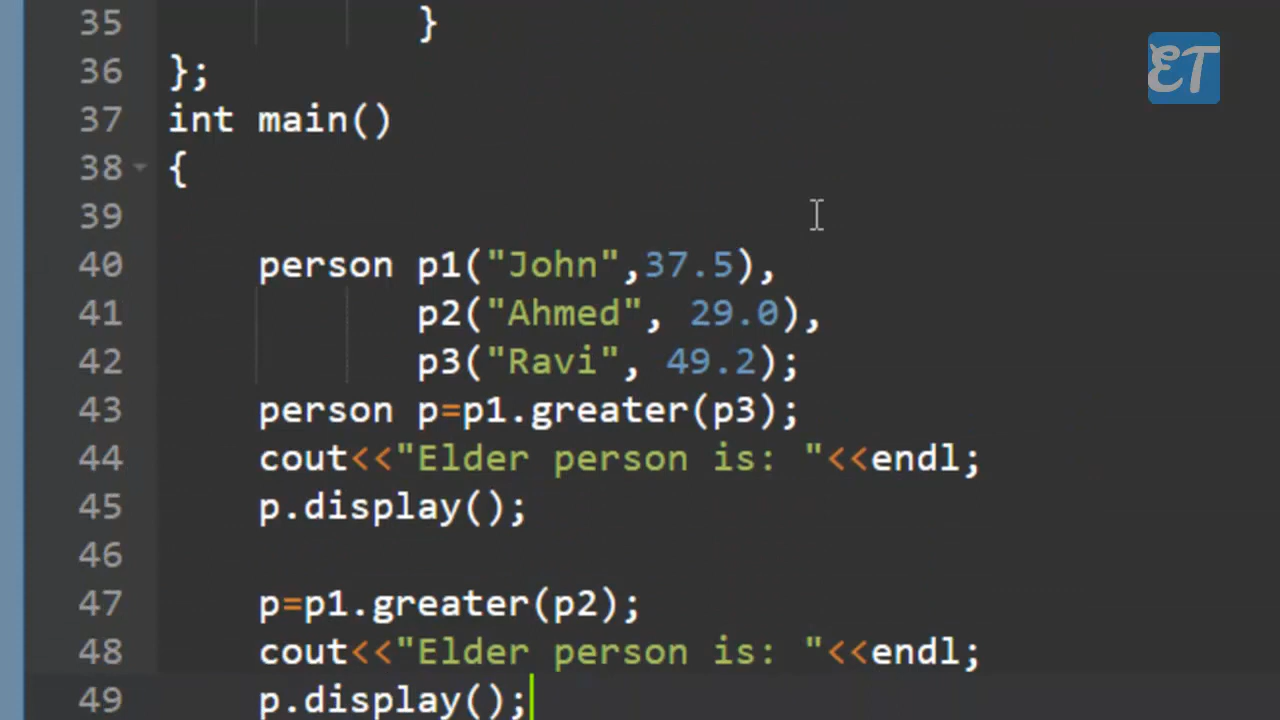 ET
35 }
36 };
37 int main()
38 {
39
40 person p1("John",37.5),
41 p2("Ahmed", 29.0),
42 p3("Ravi", 49.2);
43 person p=p1.greater(p3);
44 cout<<"Elder person is: "<<endl;
45 p.display();
46
47 p=p1.greater(p2);
48 cout<<"Elder person is: "<<endl;
49 p.display();